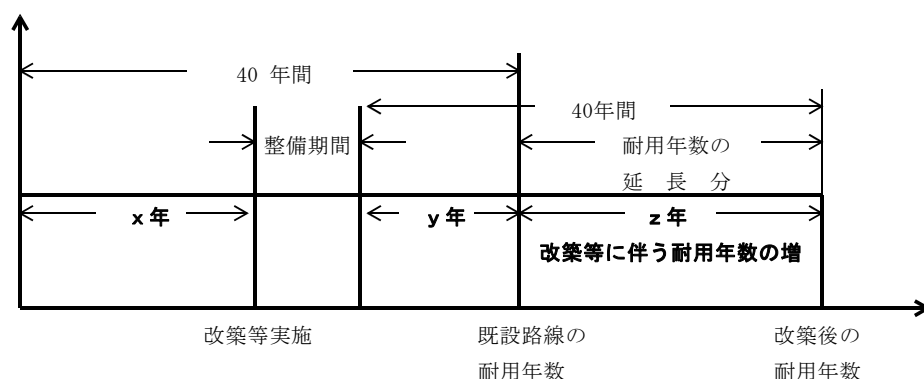 40 年間
40年間
整備期間
耐用年数の
延 長 分
x 年
y 年
z 年
改築等に伴う耐用年数の増
改築等実施
既設路線の
耐用年数
改築後の
耐用年数